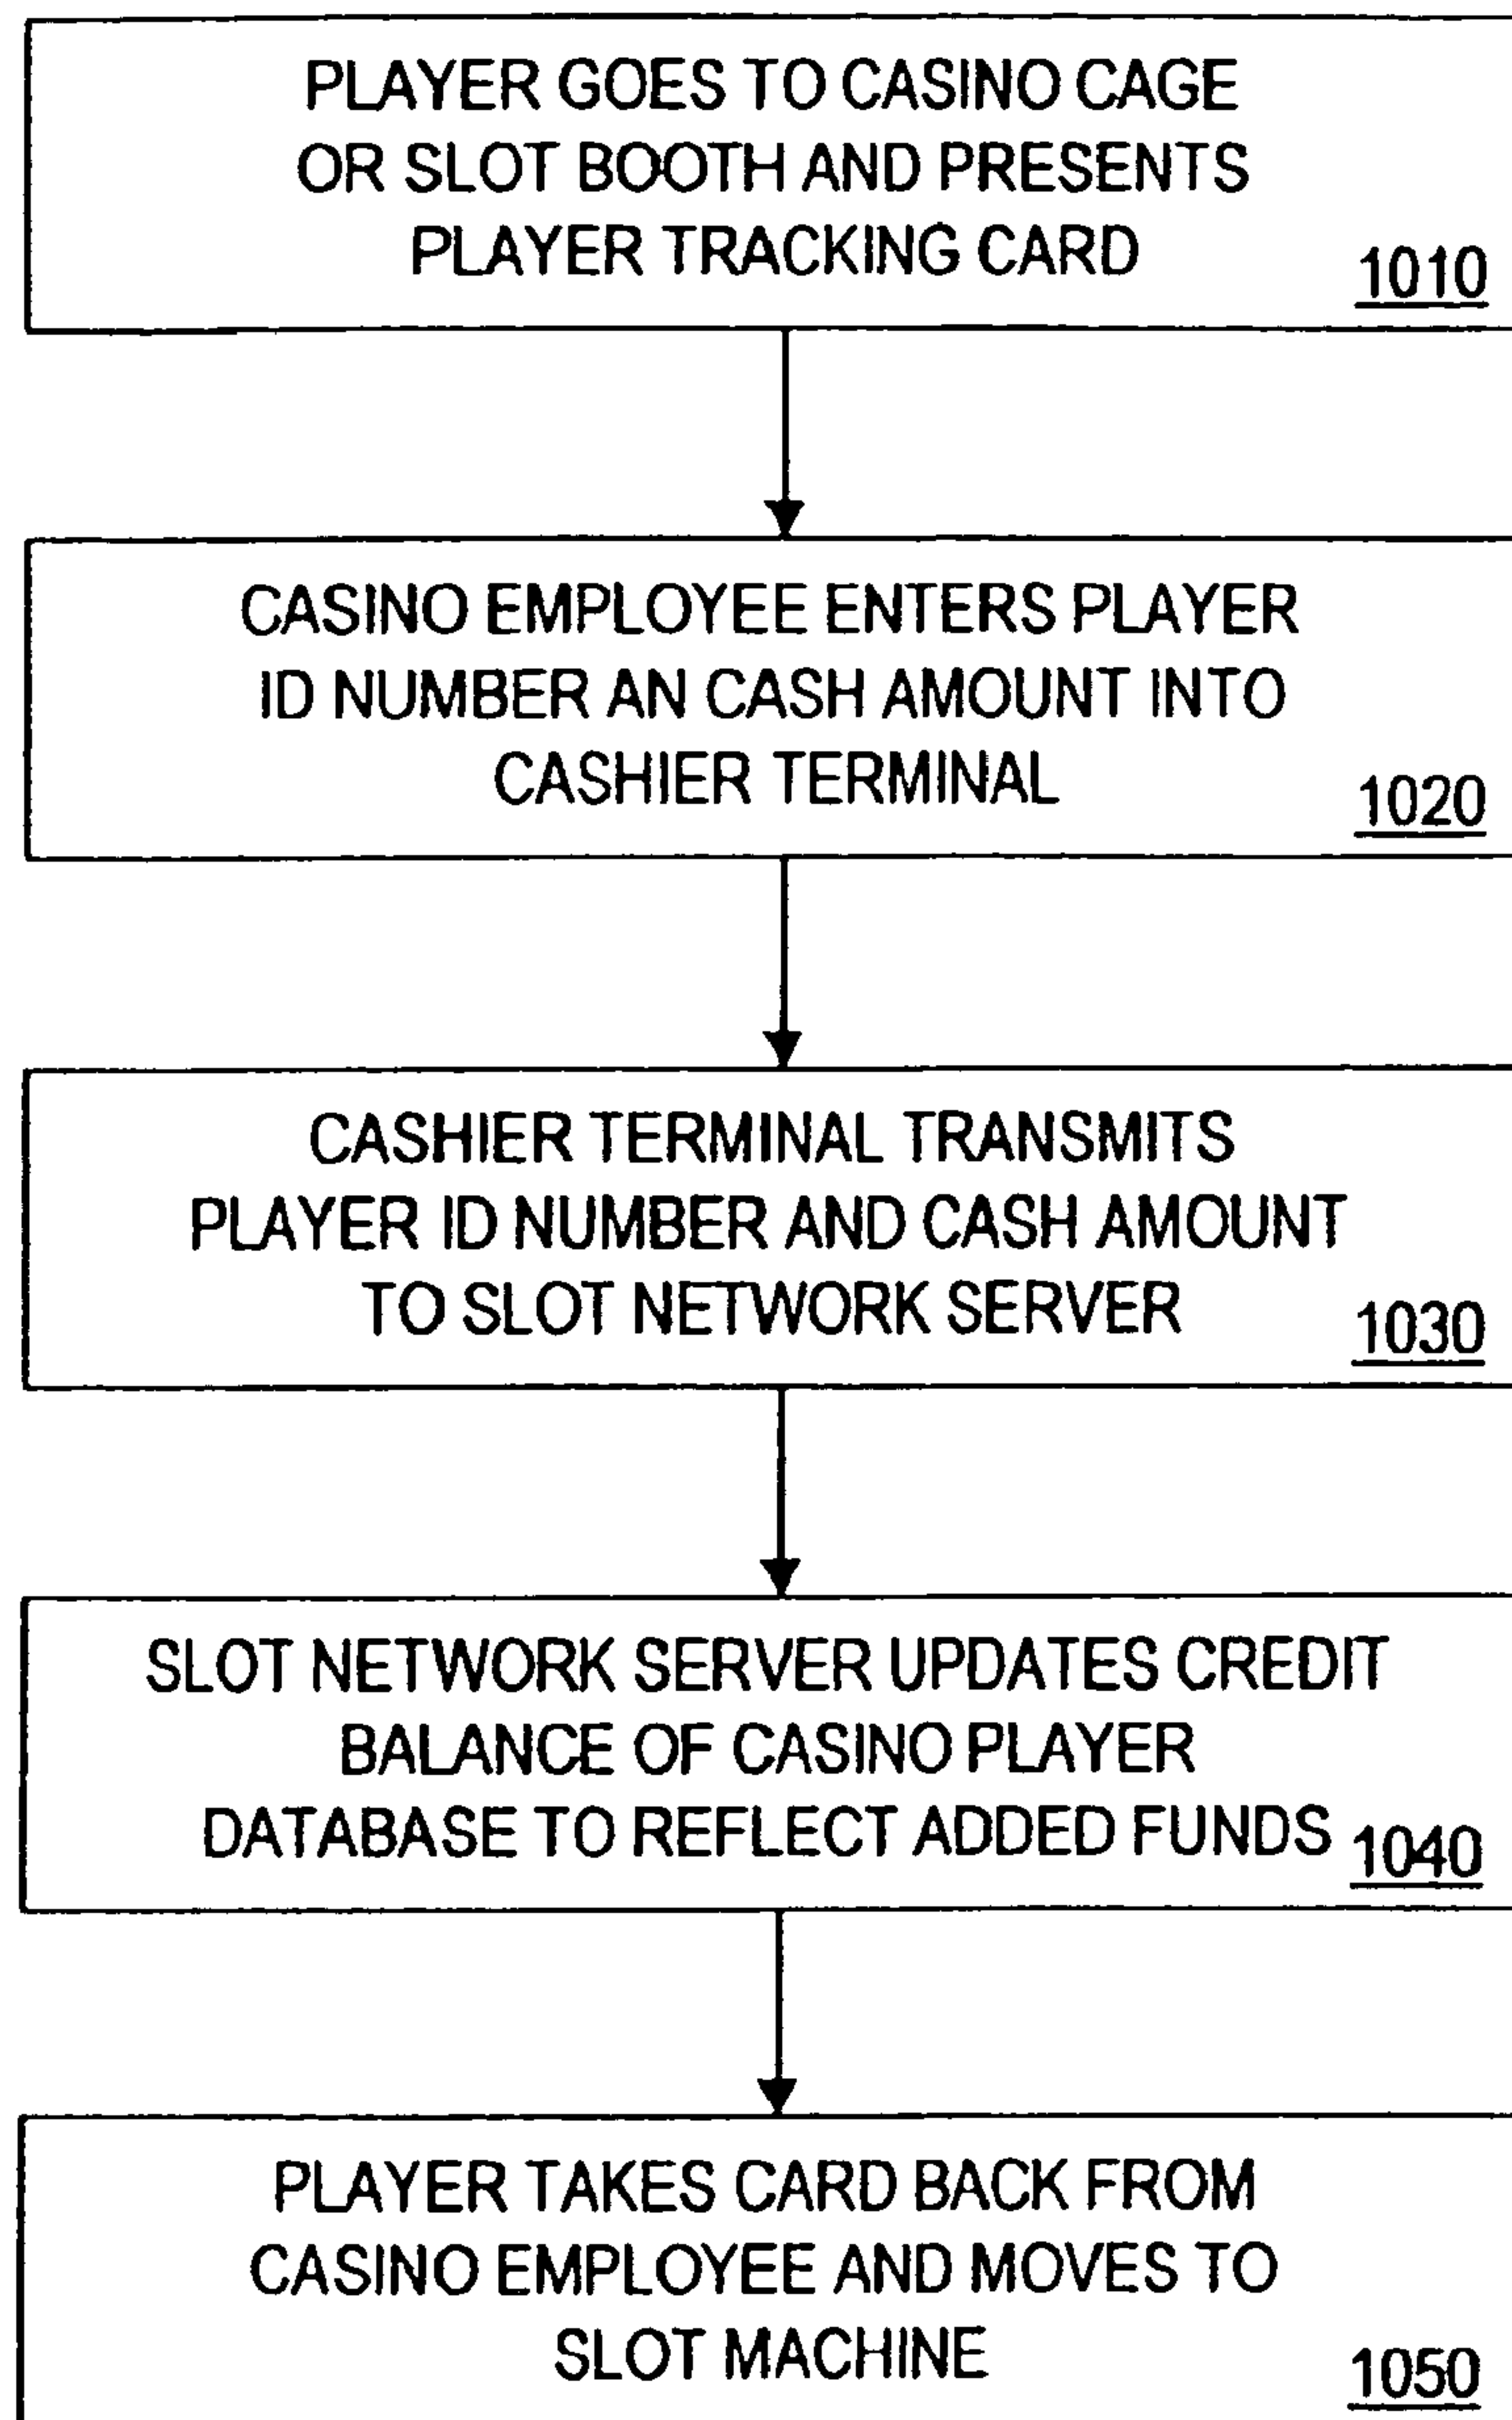 PLAYER GOES TO CASINO CAGE
OR SLOT BOOTH AND PRESENTS
PLAYER TRACKING CARD
1010
CASINO EMPLOYEE ENTERS PLAYER
ID NUMBER AN CASH AMOUNT INTO
CASHIER TERMINAL
1020
CASHIER TERMINAL TRANSMITS
PLAYER ID NUMBER AND CASH AMOUNT
TO SLOT NETWORK SERVER
1030
SLOT NETWORK SERVER UPDATES CREDIT
BALANCE OF CASINO PLAYER
DATABASE TO REFLECT ADDED FUNDS
1040
PLAYER TAKES CARD BACK FROM
CASINO EMPLOYEE AND MOVES TO
SLOT MACHINE
1050